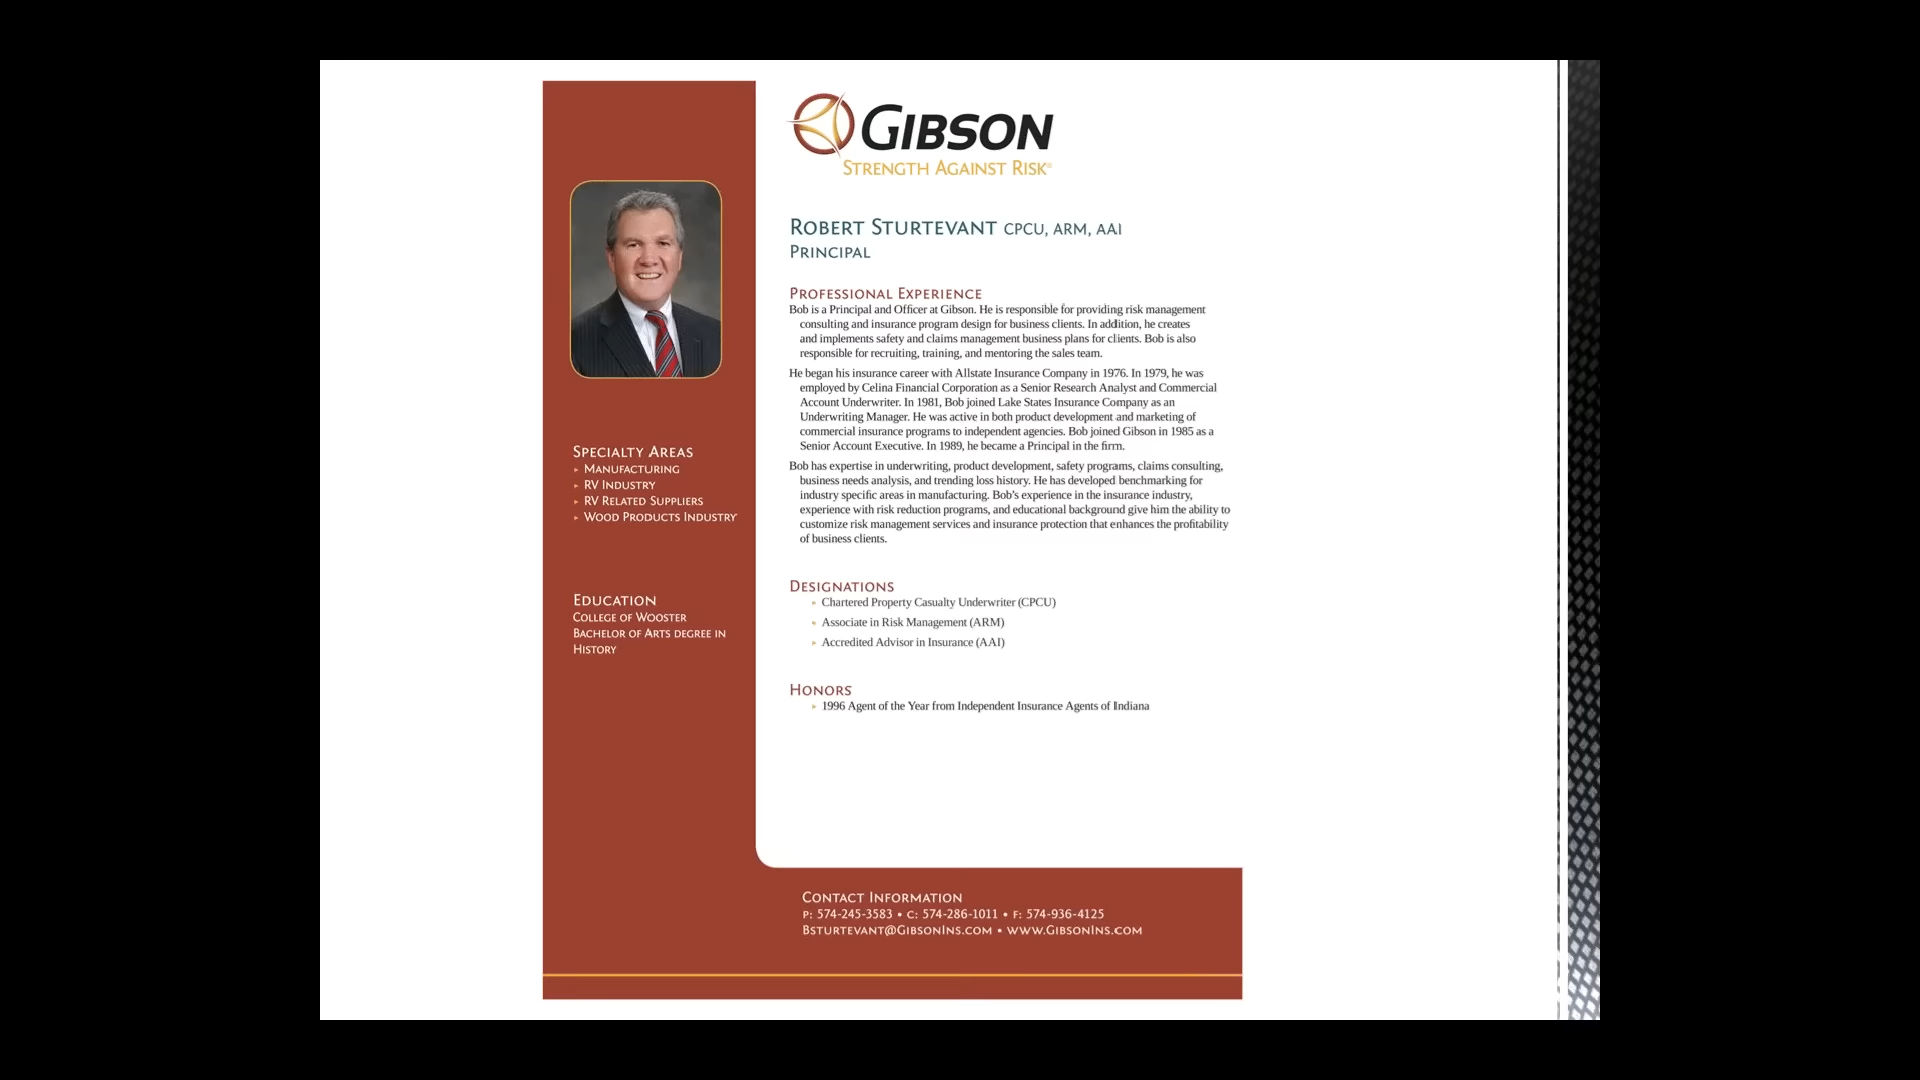 GIBSON
STRENGTH AGAINST RISK®
ROBERT STURTEVANT CPCU, ARM, AAI
PRINCIPAL
PROFESSIONAL EXPERIENCE
Bob is a Principal and Officer at Gibson. He is responsible for providing risk management
consulting and insurance program design for business clients. In addition, he creates
and implements safety and claims management business plans for clients. Bob is also
responsible for recruiting, training, and mentoring the sales team.
He began his insurance career with Allstate Insurance Company in 1976. In 1979, he was
employed by Celina Financial Corporation as a Senior Research Analyst and Commercial
Account Underwriter. In 1981, Bob joined Lake States Insurance Company as an
Underwriting Manager. He was active in both product development and marketing of
commercial insurance programs to independent agencies. Bob joined Gibson in 1985 as a
Senior Account Executive. In 1989, he became a Principal in the firm.
Bob has expertise in underwriting, product development, safety programs, claims consulting,
business needs analysis, and trending loss history. He has developed benchmarking for
industry specific areas in manufacturing. Bob's experience in the insurance industry,
experience with risk reduction programs, and educational background give him the ability to
customize risk management services and insurance protection that enhances the profitability
of business clients.
SPECIALTY AREAS
▸ MANUFACTURING
▸ RV INDUSTRY
▸ RV RELATED SUPPLIERS
▸ WOOD PRODUCTS INDUSTRY
EDUCATION
COLLEGE OF WOOSTER
BACHELOR OF ARTS DEGREE IN
HISTORY
DESIGNATIONS
▸ Chartered Property Casualty Underwriter (CPCU)
▸ Associate in Risk Management (ARM)
▸ Accredited Advisor in Insurance (AAI)
HONORS
▸ 1996 Agent of the Year from Independent Insurance Agents of Indiana
CONTACT INFORMATION
P: 574-245-3583 • C: 574-286-1011 • F: 574-936-4125
BSTURTEVANT@GIBSONINS.COM • WWW.GIBSONINS.COM